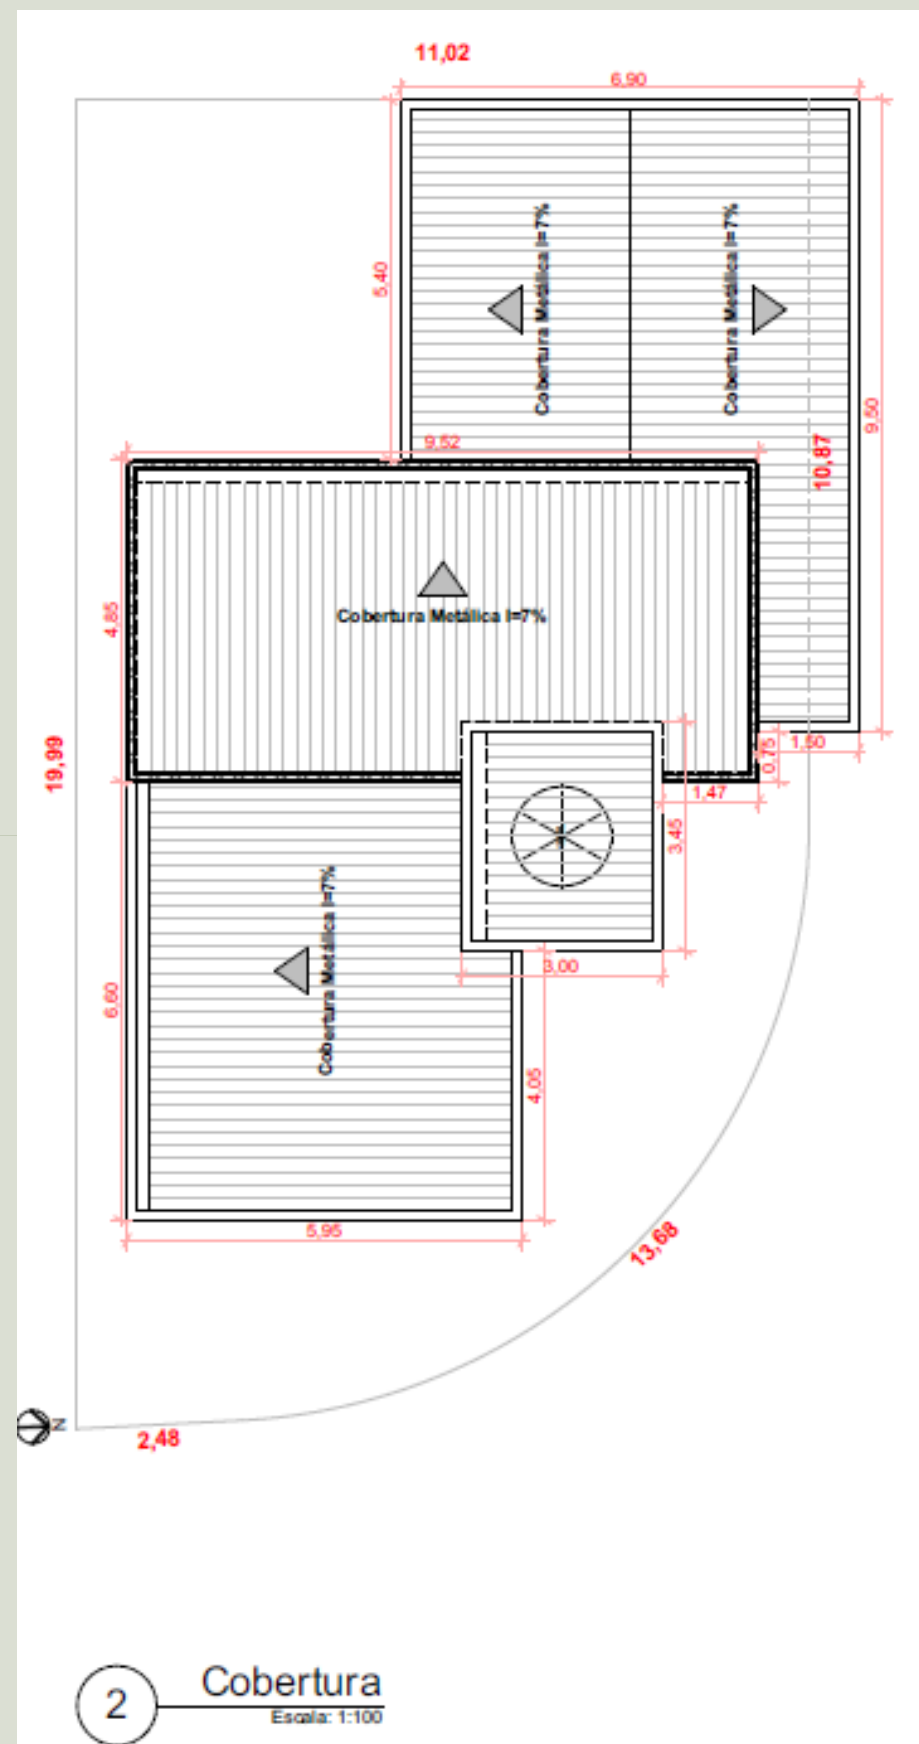 11,02
6,90
5,40
Cobertura Metálica I=7%
Cobertura Metálica I=7%
9,50
10,87
9,52
4,85
Cobertura Metálica I=7%
19,99
0,75
1,50
1,47
3,45
3,00
Cobertura Metálica I=7%
6,60
4,05
5,95
13,68
N
2,48
2
Cobertura
Escala: 1:100